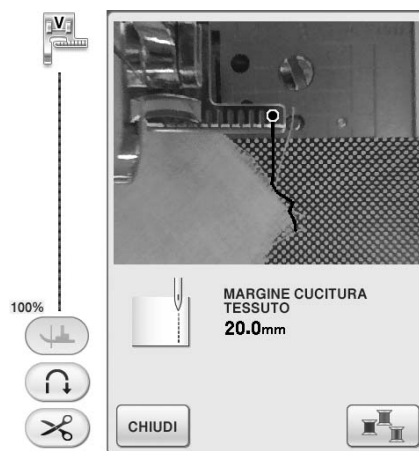 V
100%
MARGINE CUCITURA
TESSUTO
20.0mm
CHIUDI